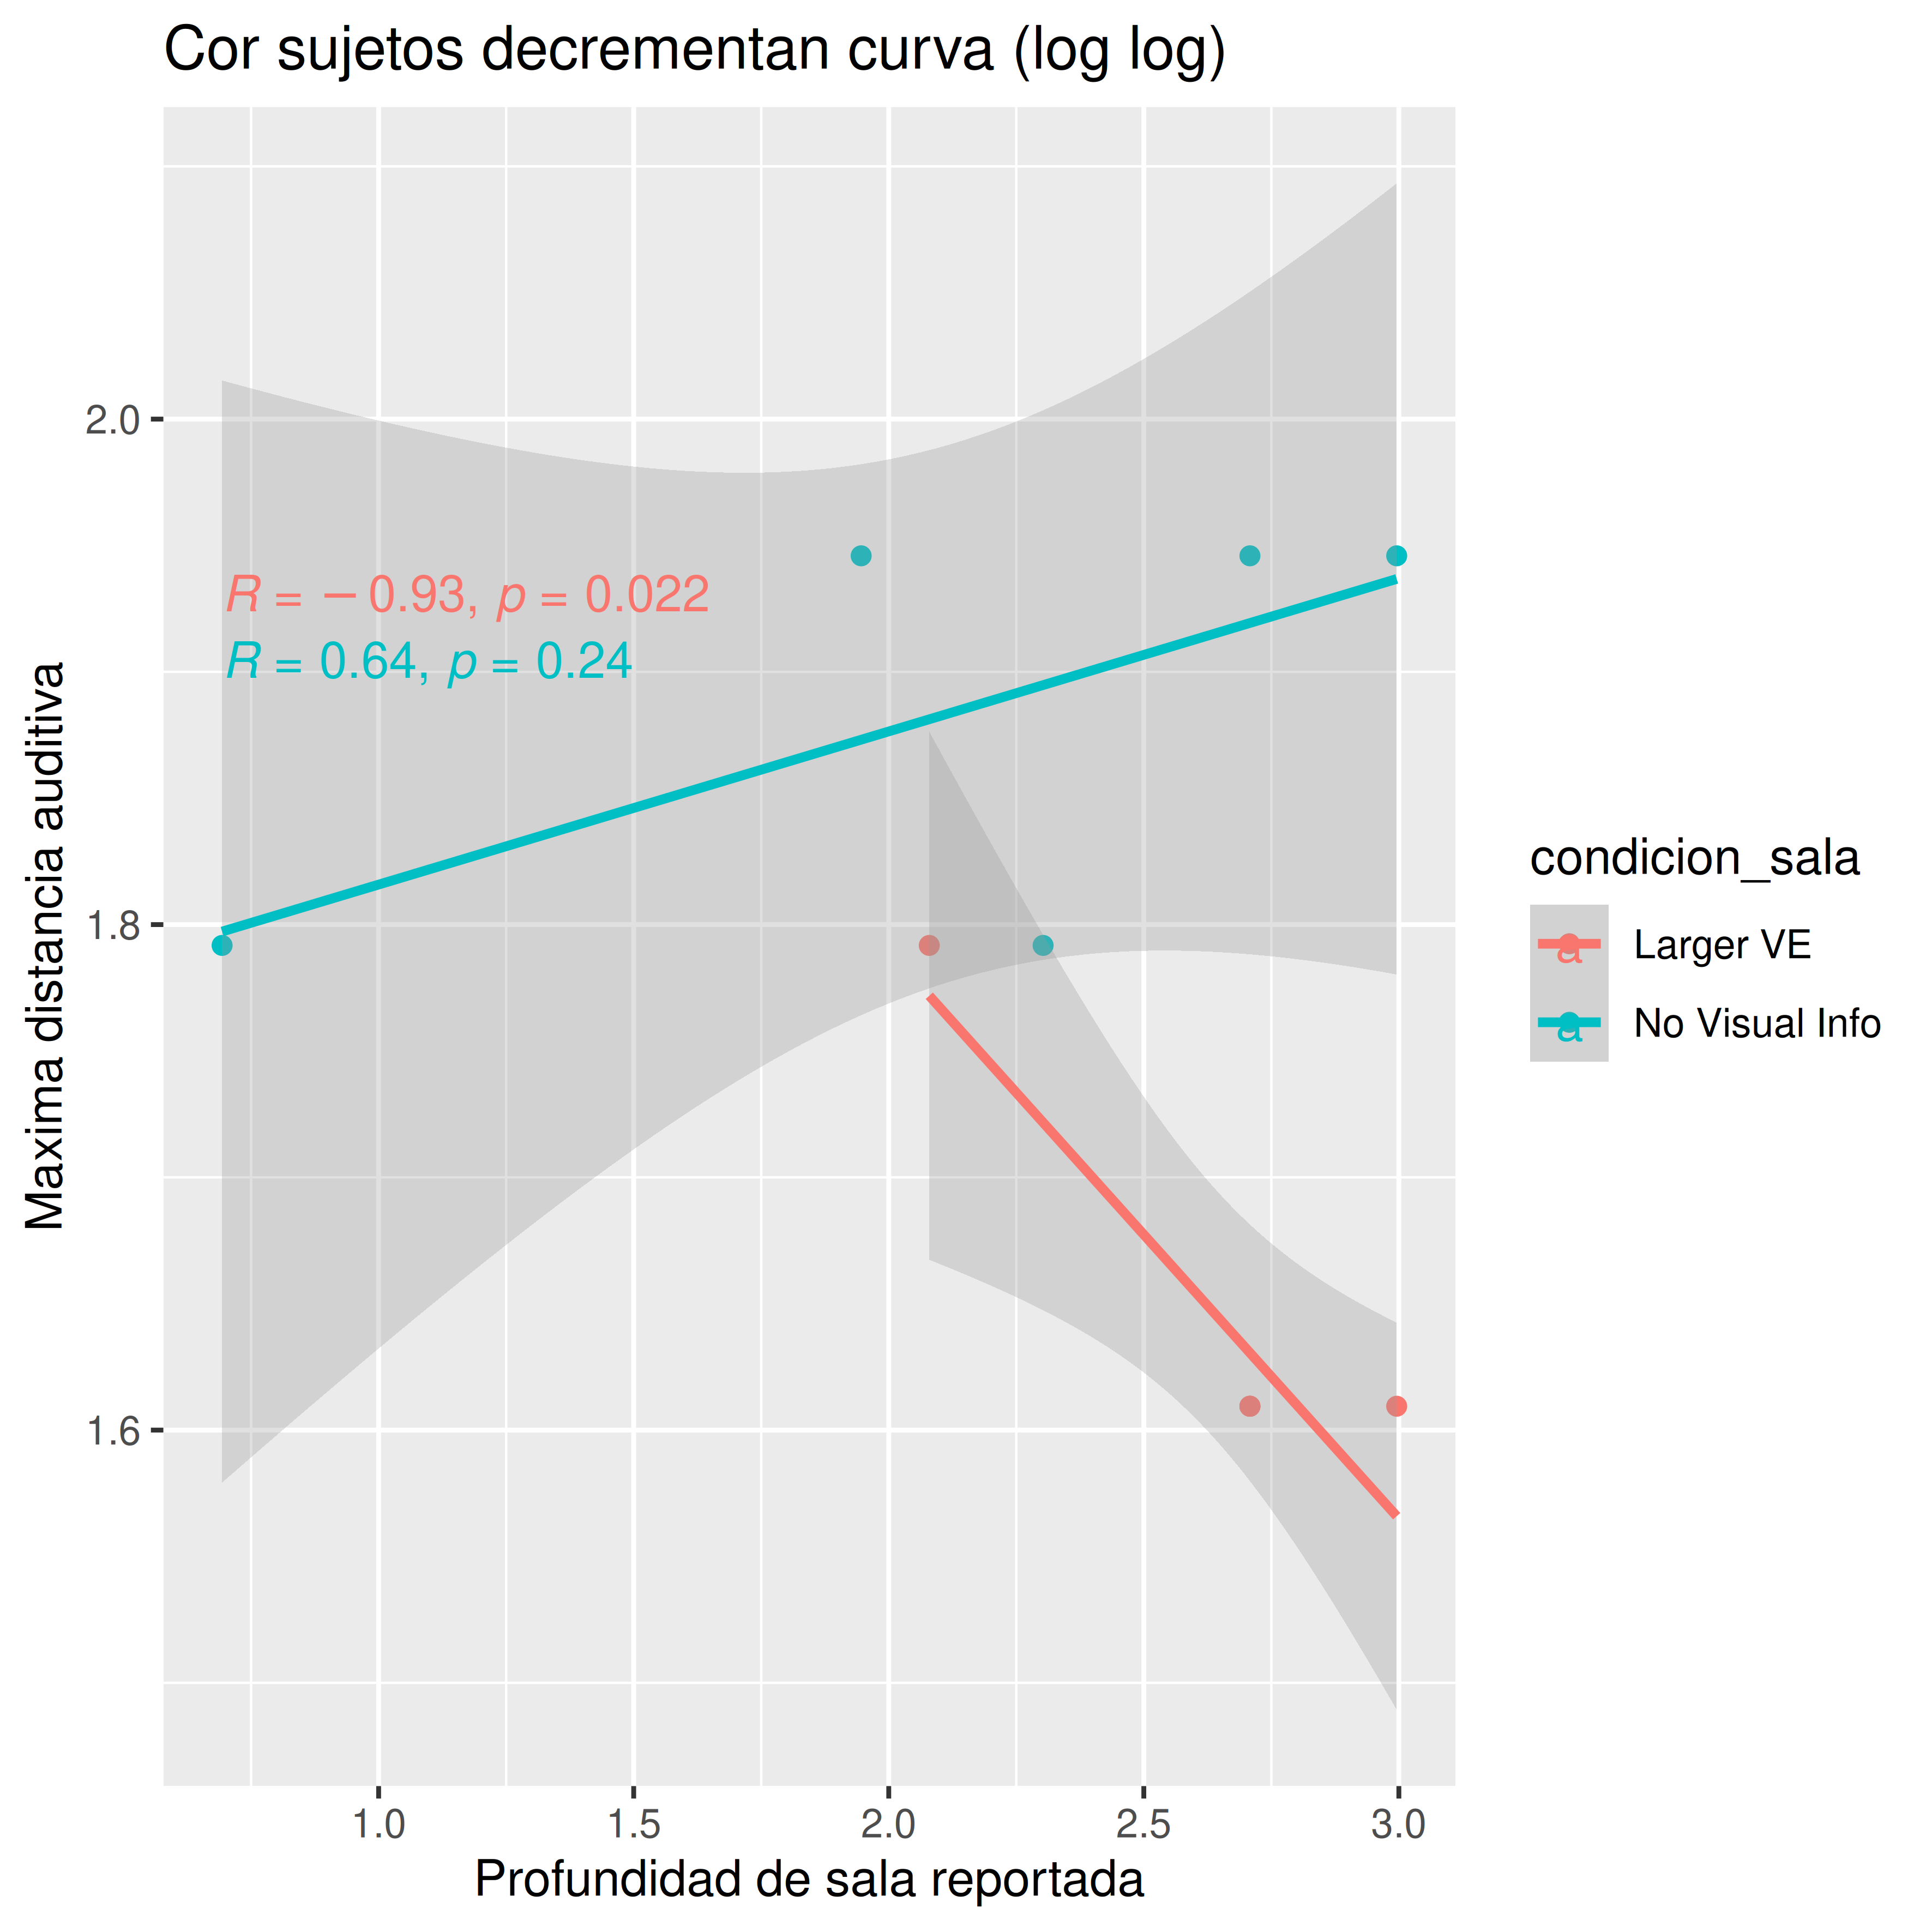 Cor sujetos decrementan curva (log log)
2.0
1.8
1.6
Maxima distancia auditiva
R = −0.93, p = 0.022
R = 0.64, p = 0.24
1.0 1.5 2.0 2.5 3.0
Profundidad de sala reportada
condicion_sala
a Larger VE
a No Visual Info